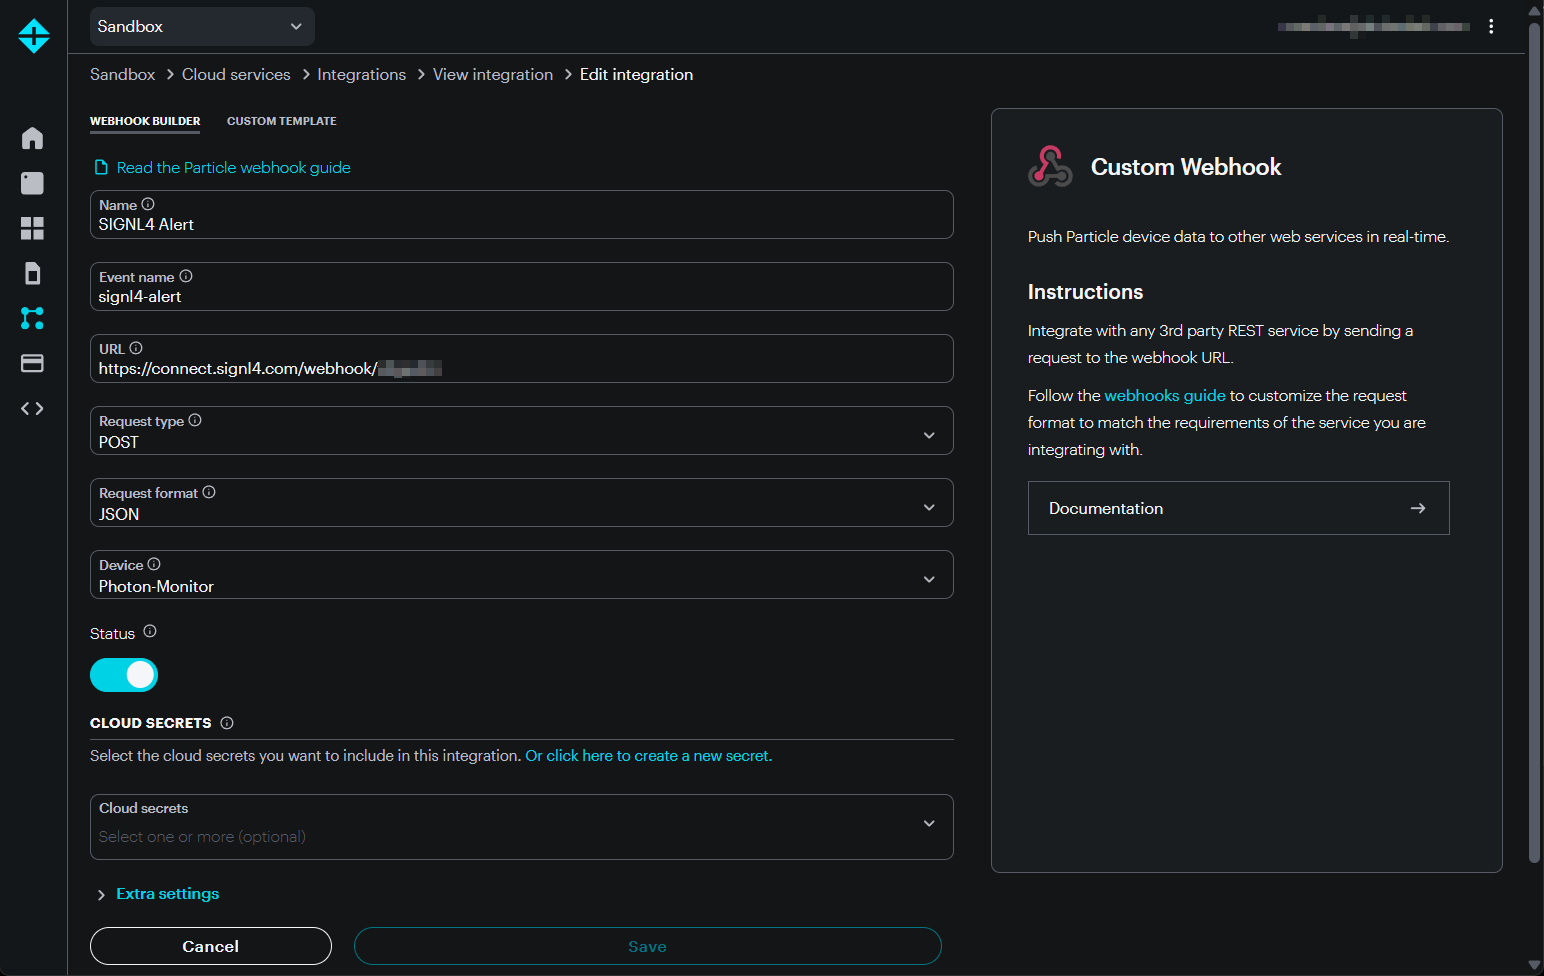 Sandbox
Sandbox > Cloud services > Integrations > View integration > Edit integration
WEBHOOK BUILDER CUSTOM TEMPLATE
Read the Particle webhook guide
Name
SIGNL4 Alert
Event name
signl4-alert
URL
https://connect.signl4.com/webhook/
Request type
POST
Request format
JSON
Device
Photon-Monitor
Status
CLOUD SECRETS
Select the cloud secrets you want to include in this integration. Or click here to create a new secret.
Cloud secrets
Select one or more (optional)
Extra settings
Cancel Save
Custom Webhook
Push Particle device data to other web services in real-time.
Instructions
Integrate with any 3rd party REST service by sending a
request to the webhook URL.
Follow the webhooks guide to customize the request
format to match the requirements of the service you are
integrating with.
Documentation